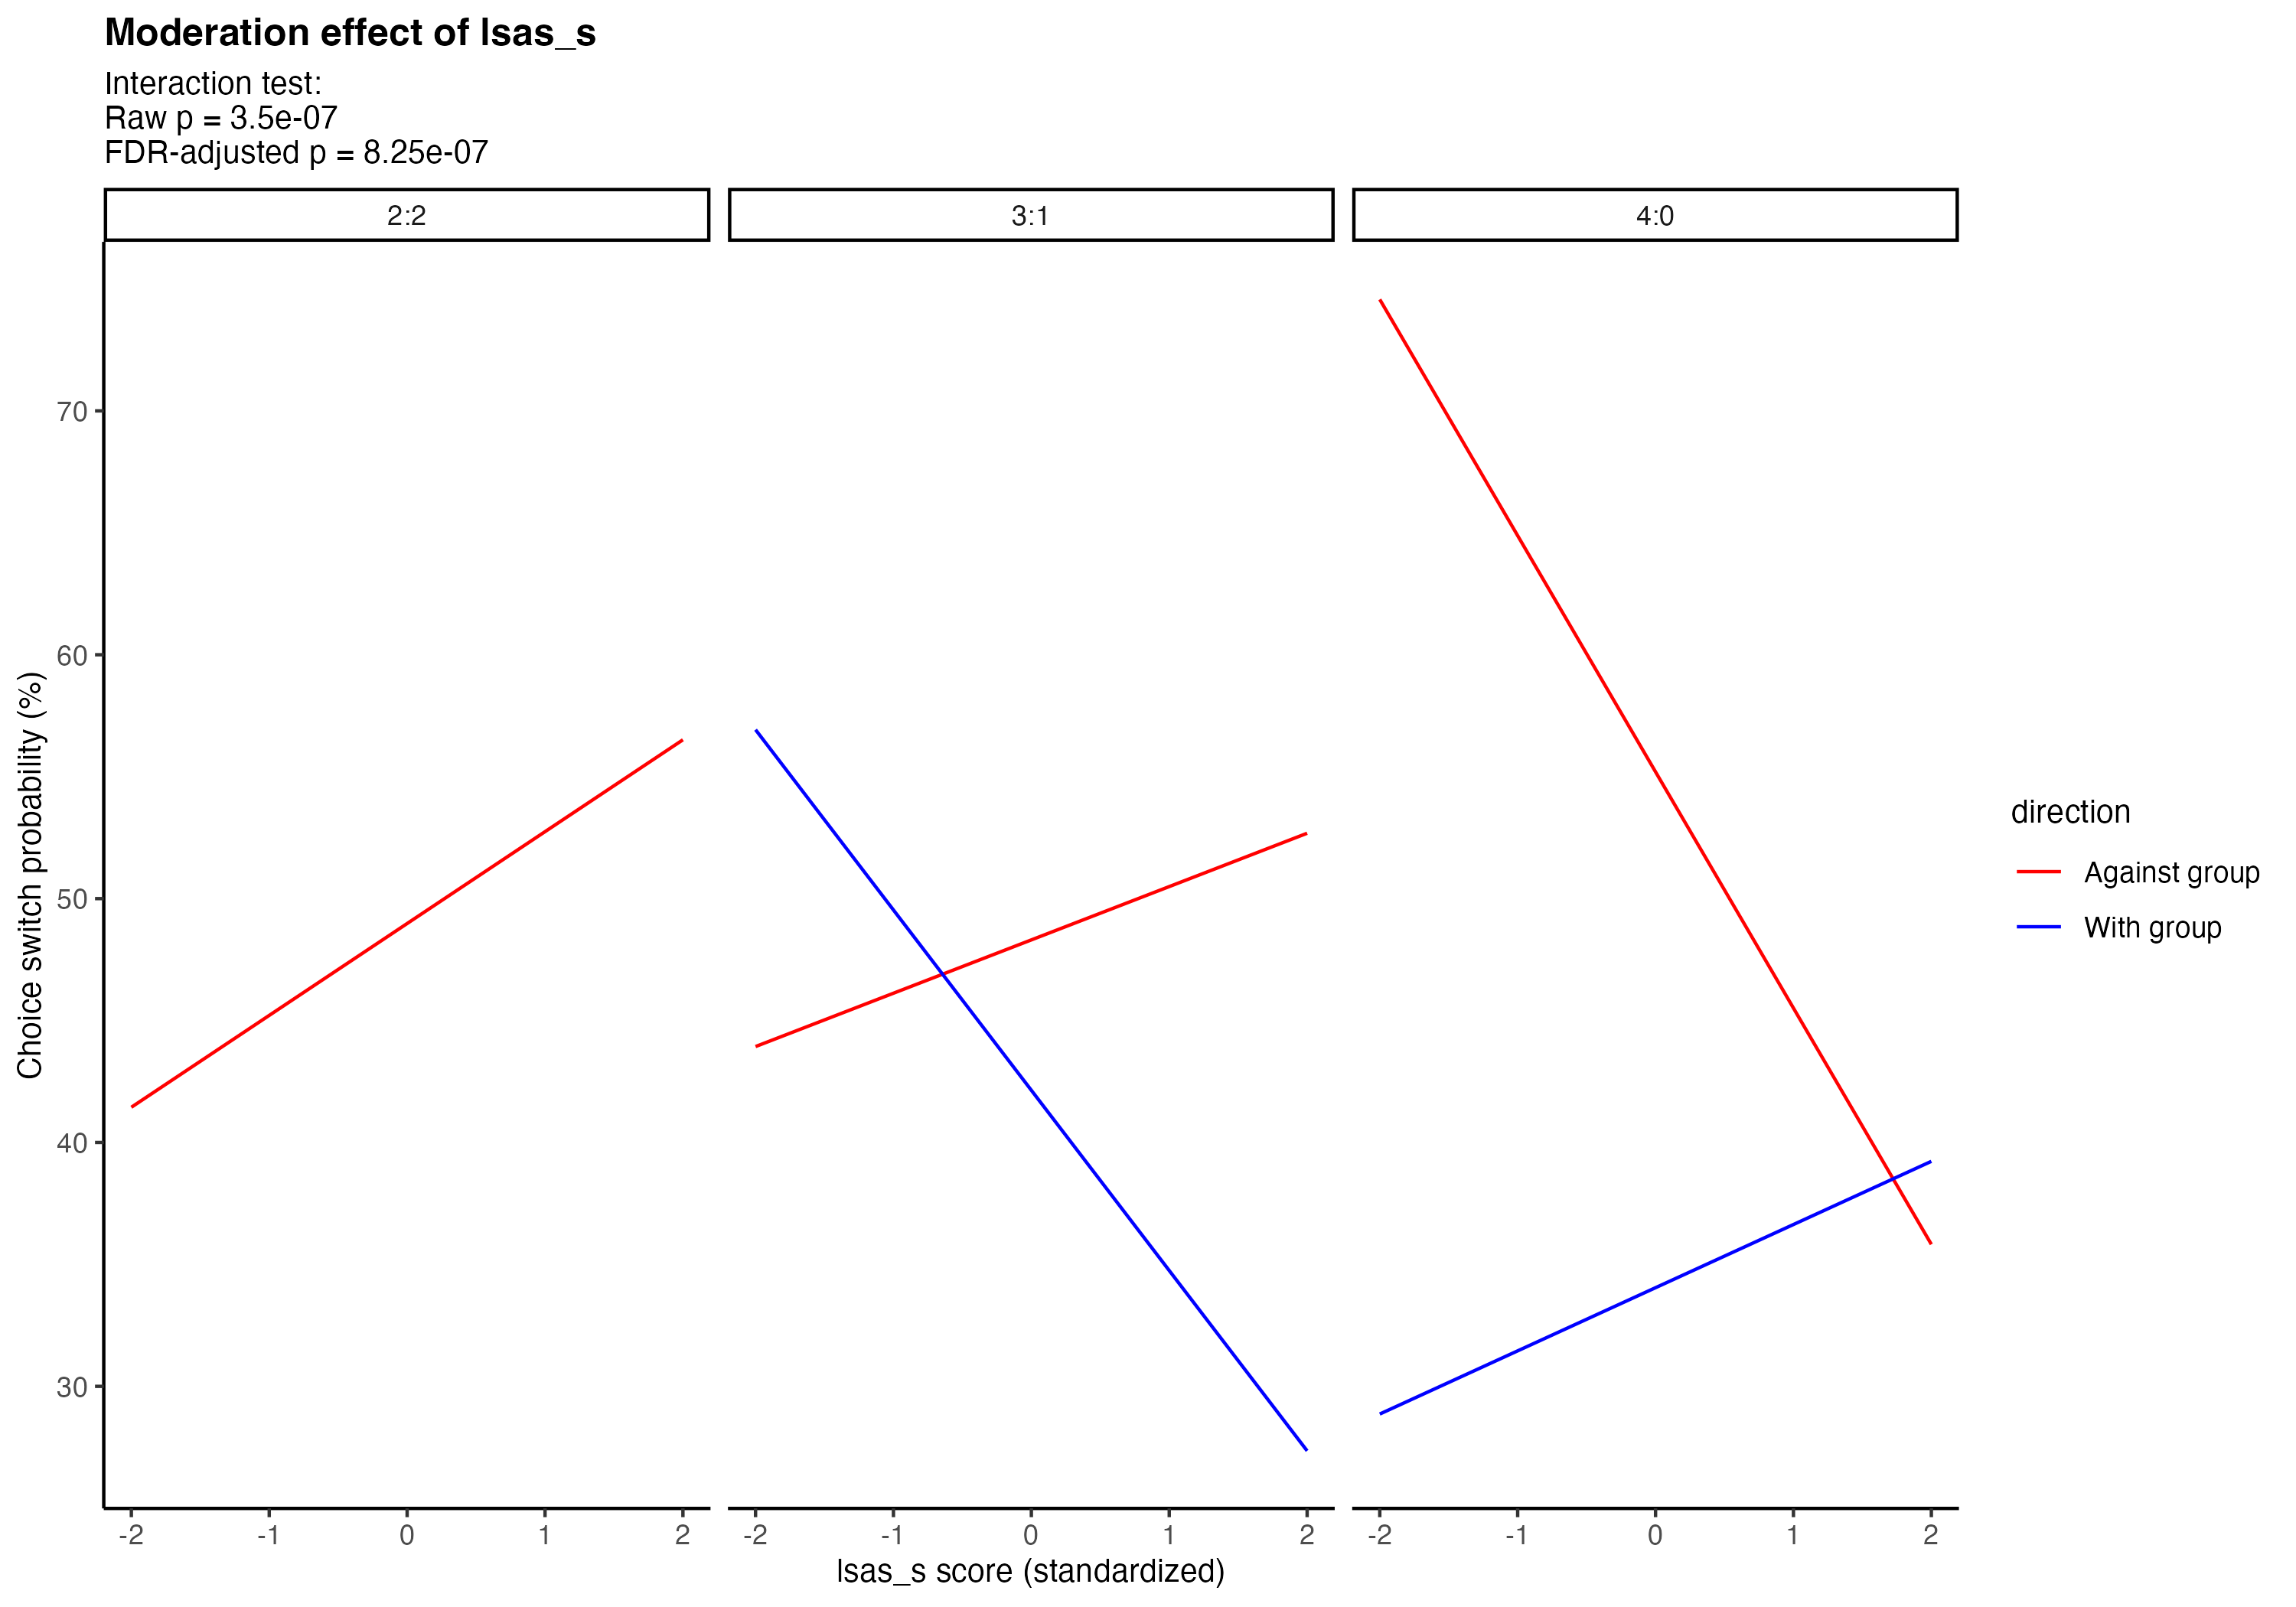 Moderation effect of lsas_s
Interaction test:
Raw p = 3.5e-07
FDR-adjusted p = 8.25e-07
2:2
3:1
4:0
Choice switch probability (%)
70
60
50
40
30
-2 -1 0 1 2
-2 -1 0 1 2
-2 -1 0 1 2
lsas_s score (standardized)
direction
Against group
With group